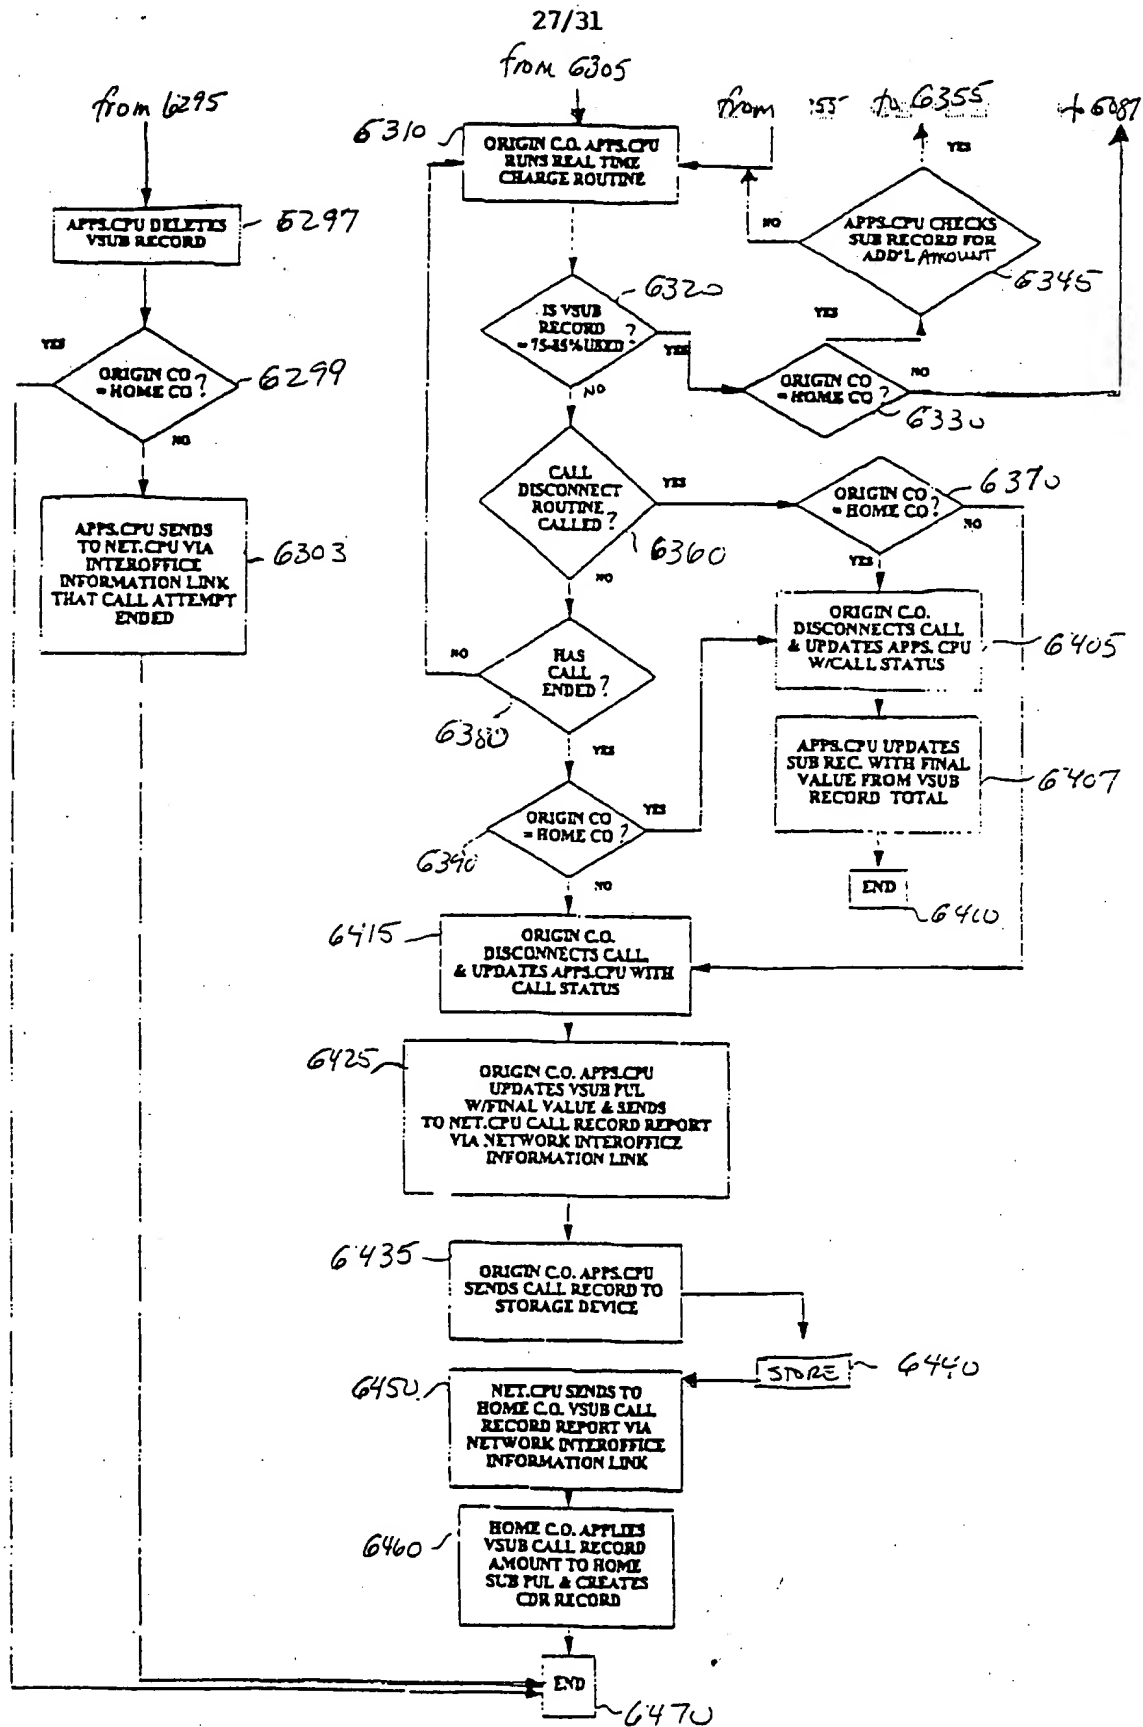 27/31
from 6305
from 6295
from
to 6355
6310
ORIGIN C.O. APPS.CPU
RUNS REAL TIME
CHARGE ROUTINE
YES
NO
APPS.CPU CHECKS
SUB RECORD FOR
ADD'L AMOUNT
6345
APPS.CPU DELETES
VSUB RECORD
6297
6320
IS VSUB
RECORD ?
= 75-85% USED
YES
NO
YES
ORIGIN CO
= HOME CO ?
NO
6330
YES
ORIGIN CO
= HOME CO ?
6299
NO
CALL
DISCONNECT
ROUTINE
CALLED ?
YES
6360
NO
ORIGIN CO
= HOME CO ?
6370
NO
YES
APPS.CPU SENDS
TO NET.CPU VIA
INTEROFFICE
INFORMATION LINK
THAT CALL ATTEMPT
ENDED
6303
ORIGIN C.O.
DISCONNECTS CALL
& UPDATES APPS. CPU
W/CALL STATUS
6405
NO
HAS
CALL
ENDED ?
6380
YES
APPS.CPU UPDATES
SUB REC. WITH FINAL
VALUE FROM VSUB
RECORD TOTAL
6407
ORIGIN CO
= HOME CO ?
YES
6390
NO
END
6410
6415
ORIGIN C.O.
DISCONNECTS CALL
& UPDATES APPS.CPU WITH
CALL STATUS
6425
ORIGIN C.O. APPS.CPU
UPDATES VSUB PUL
W/FINAL VALUE & SENDS
TO NET.CPU CALL RECORD REPORT
VIA NETWORK INTEROFFICE
INFORMATION LINK
6435
ORIGIN C.O. APPS.CPU
SENDS CALL RECORD TO
STORAGE DEVICE
STORE
6440
6450
NET.CPU SENDS TO
HOME C.O. VSUB CALL
RECORD REPORT VIA
NETWORK INTEROFFICE
INFORMATION LINK
6460
HOME C.O. APPLIES
VSUB CALL RECORD
AMOUNT TO HOME
SUB PUL & CREATES
CDR RECORD
END
6470